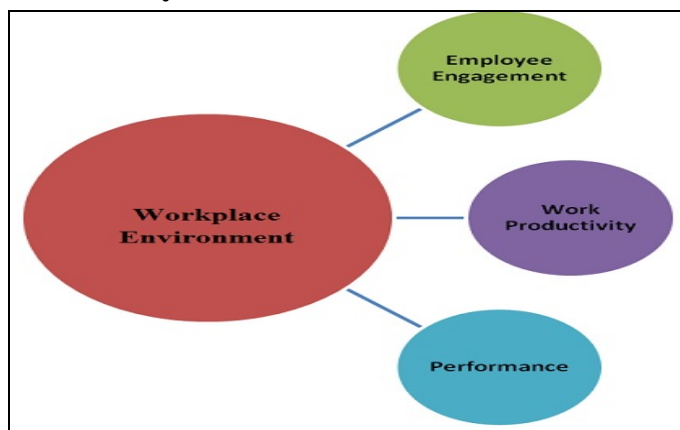 Employee
Engagement
Workplace
Environment
Work
Productivity
Performance